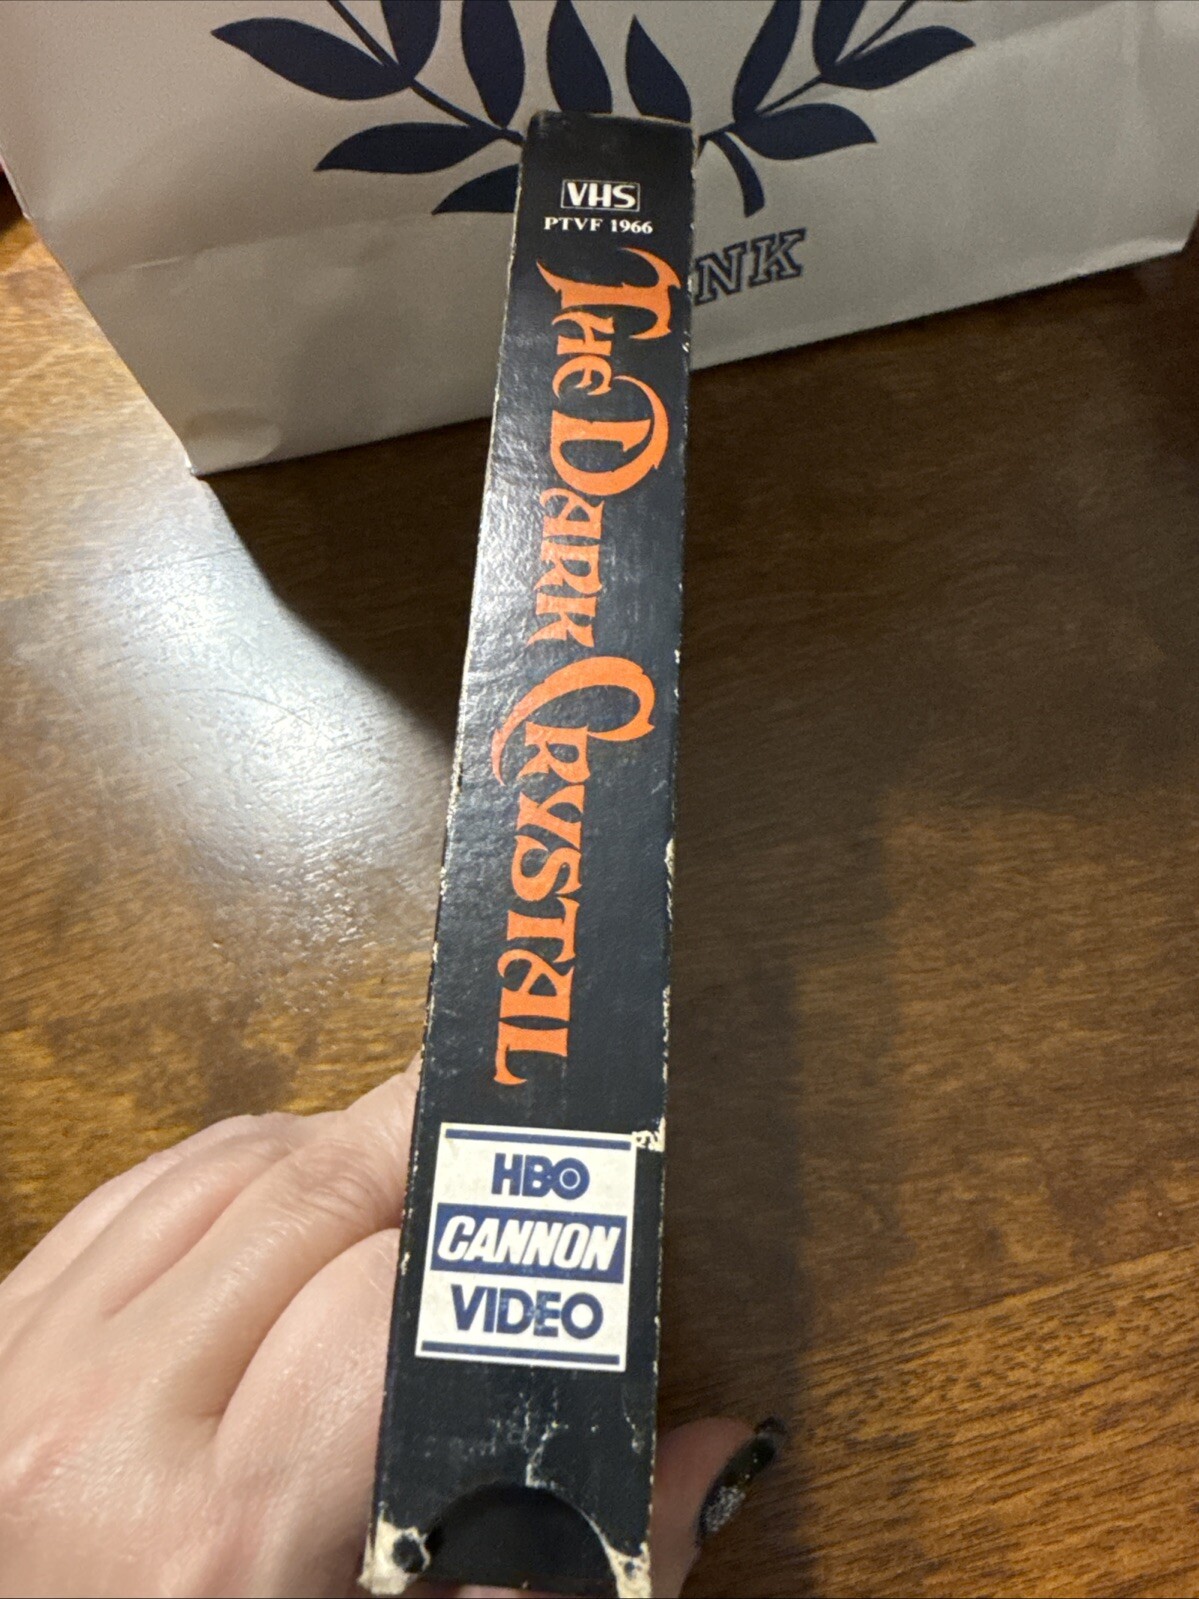 VHS
PTVF 1966
THE DARK CRYSTAL
HBO
CANNON
VIDEO
NK